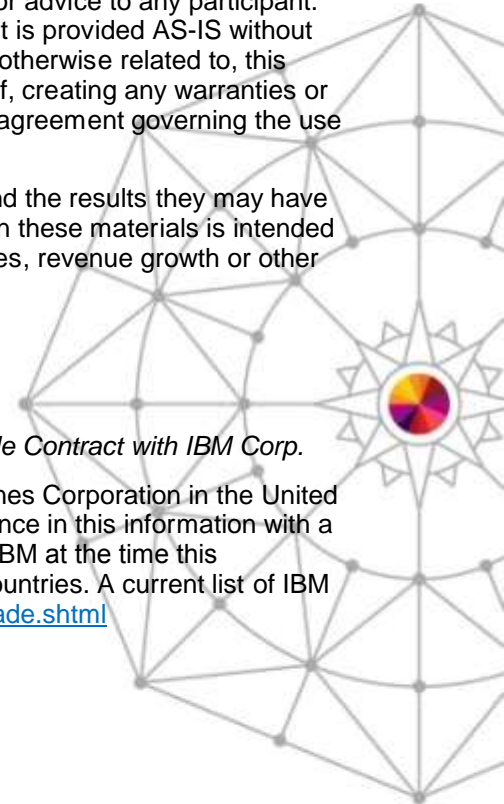 or advice to any participant.
t is provided AS-IS without
otherwise related to, this
f, creating any warranties or
agreement governing the use
nd the results they may have
n these materials is intended
es, revenue growth or other
le Contract with IBM Corp.
nes Corporation in the United
ence in this information with a
IBM at the time this
ountries. A current list of IBM
ade.shtml